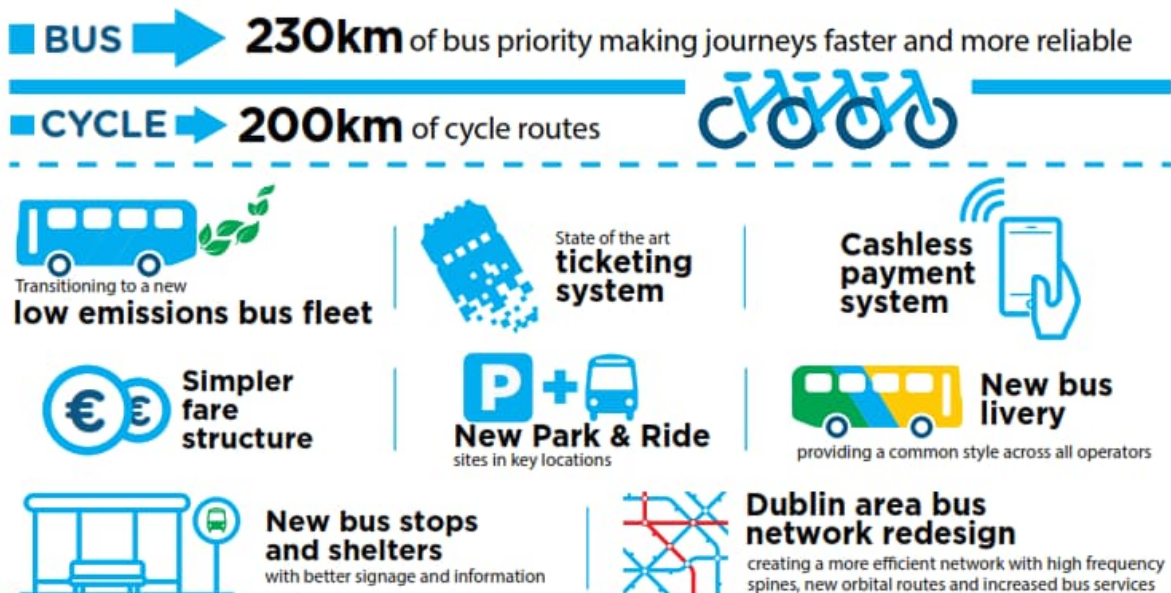 BUS
230km of bus priority making journeys faster and more reliable
CYCLE
200km of cycle routes
Transitioning to a new
low emissions bus fleet
State of the art
ticketing
system
Cashless
payment
system
€ €
Simpler
fare
structure
P
New Park & Ride
sites in key locations
New bus
livery
providing a common style across all operators
New bus stops
and shelters
with better signage and information
Dublin area bus
network redesign
creating a more efficient network with high frequency
spines, new orbital routes and increased bus services